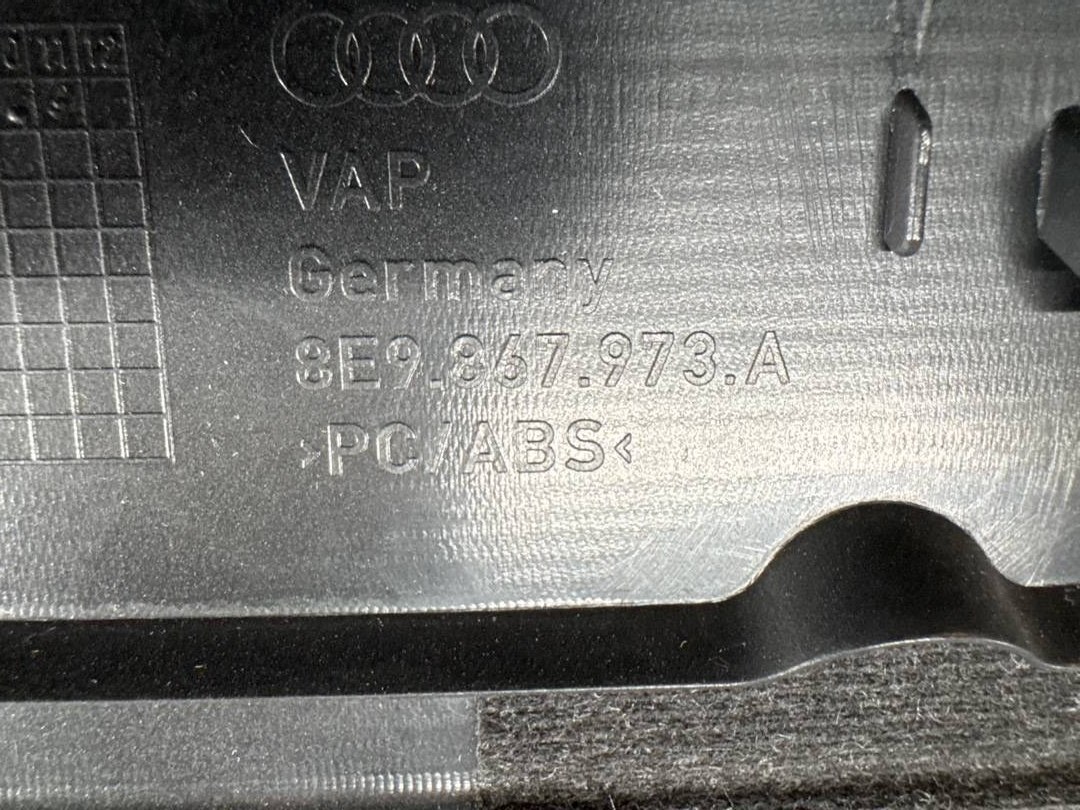 VAP
Germany
8E9.867.973.A
>PC/ABS<